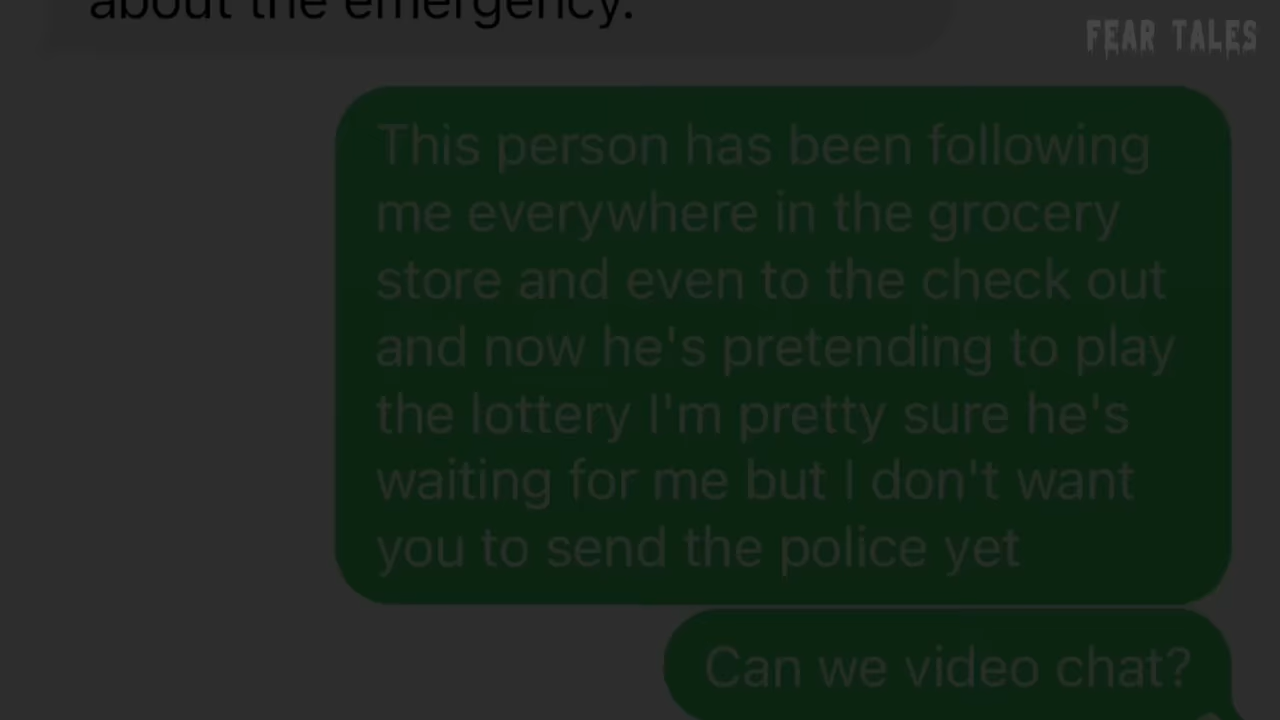 about the emergency.
FEAR TALES
This person has been following
me everywhere in the grocery
store and even to the check out
and now he's pretending to play
the lottery I'm pretty sure he's
waiting for me but I don't want
you to send the police yet
Can we video chat?